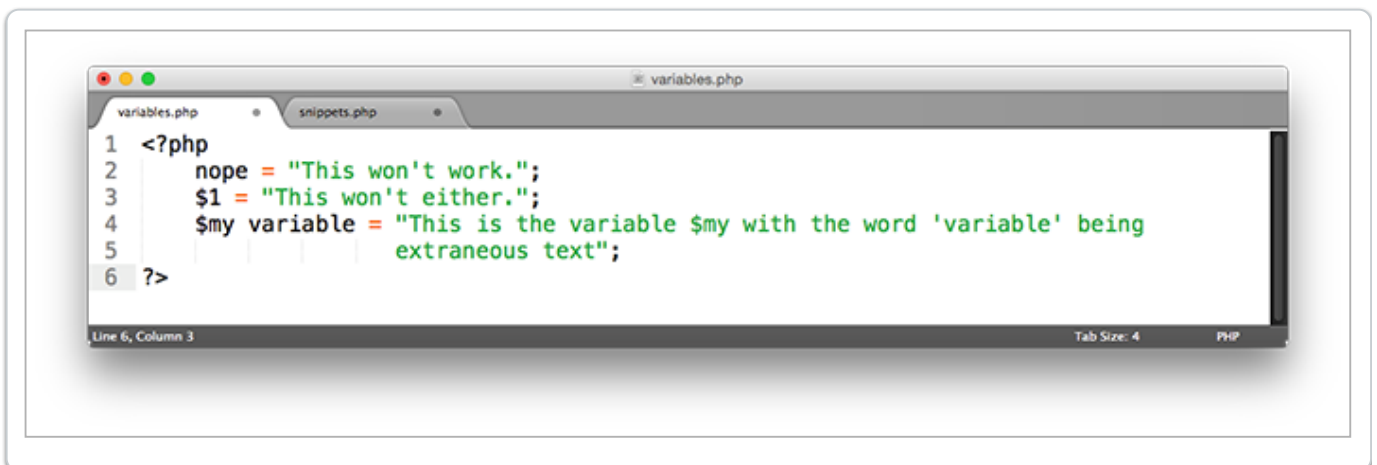 variables.php
variables.php
snippets.php
1 <?php
2 nope = "This won't work.";
3 $1 = "This won't either.";
4 $my variable = "This is the variable $my with the word 'variable' being
5 extraneous text";
6 ?>
Line 6, Column 3
Tab Size: 4
PHP